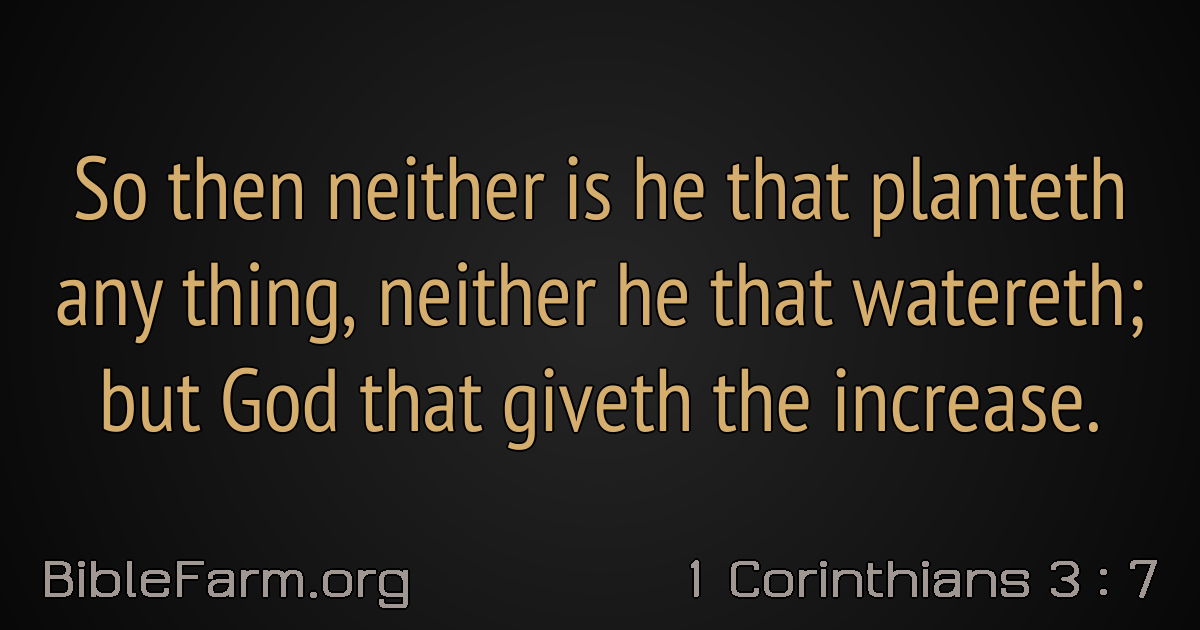 So then neither is he that planteth
any thing, neither he that watereth;
but God that giveth the increase.
BibleFarm.org
1 Corinthians 3 : 7